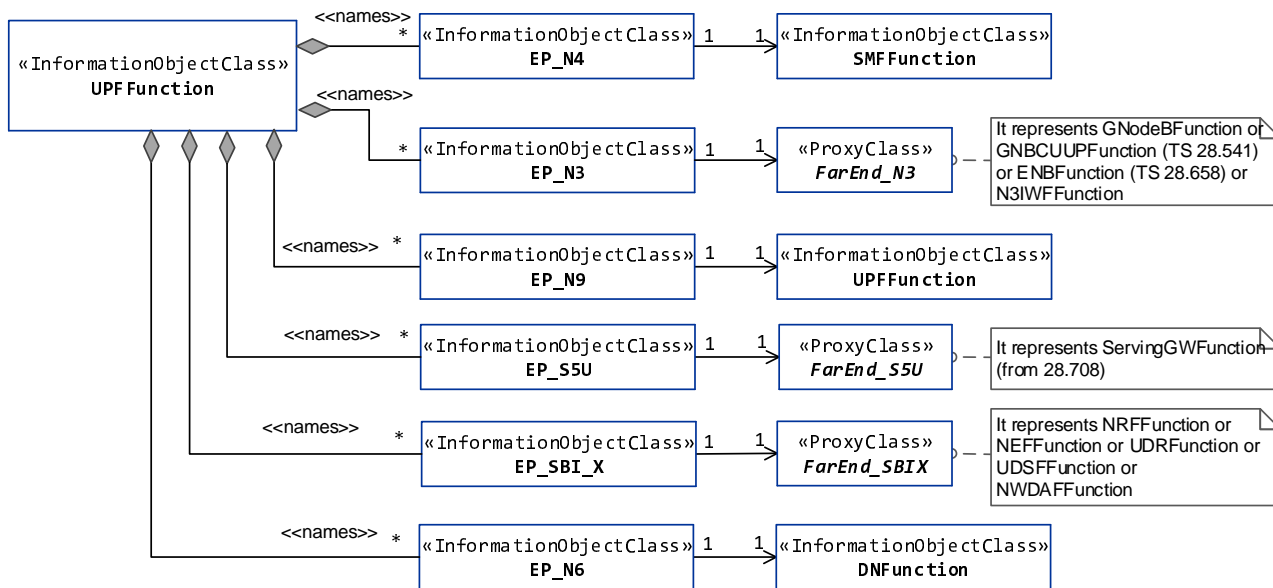 <<names>>
*
«InformationObjectClass»
UPFFunction
«InformationObjectClass»
EP_N4
1
1
«InformationObjectClass»
SMFFunction
<<names>>
*
«InformationObjectClass»
EP_N3
1
1
«ProxyClass»
FarEnd_N3
It represents GNodeBFunction or
GNBCUUPFunction (TS 28.541)
or ENBFunction (TS 28.658) or
N3IWFFunction
<<names>>
*
«InformationObjectClass»
EP_N9
1
1
«InformationObjectClass»
UPFFunction
<<names>>
*
«InformationObjectClass»
EP_S5U
1
1
«ProxyClass»
FarEnd_S5U
It represents ServingGWFunction
(from 28.708)
<<names>>
*
«InformationObjectClass»
EP_SBI_X
1
1
«ProxyClass»
FarEnd_SBIX
It represents NRFFunction or
NEFFunction or UDRFunction or
UDSFFunction or
NWDAFFunction
<<names>>
*
«InformationObjectClass»
EP_N6
1
1
«InformationObjectClass»
DNFunction